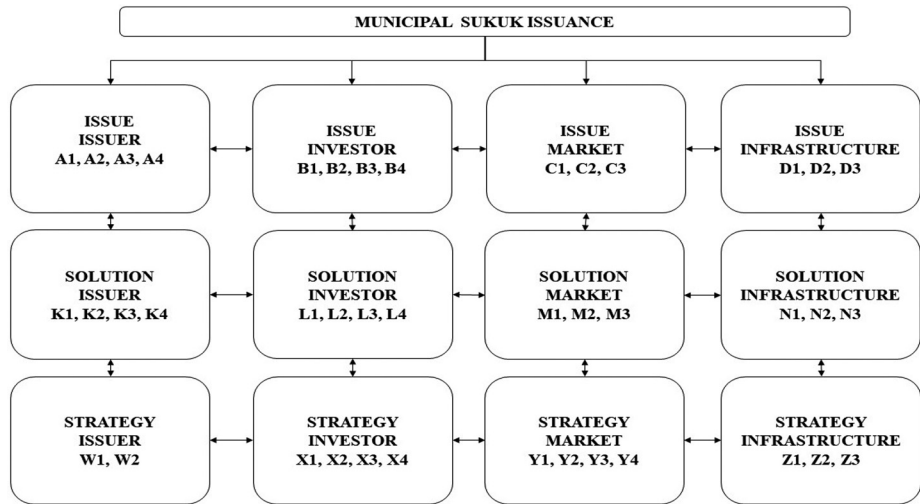 MUNICIPAL SUKUK ISSUANCE
ISSUE
ISSUER
A1, A2, A3, A4
ISSUE
INVESTOR
B1, B2, B3, B4
ISSUE
MARKET
C1, C2, C3
ISSUE
INFRASTRUCTURE
D1, D2, D3
SOLUTION
ISSUER
K1, K2, K3, K4
SOLUTION
INVESTOR
L1, L2, L3, L4
SOLUTION
MARKET
M1, M2, M3
SOLUTION
INFRASTRUCTURE
N1, N2, N3
STRATEGY
ISSUER
W1, W2
STRATEGY
INVESTOR
X1, X2, X3, X4
STRATEGY
MARKET
Y1, Y2, Y3, Y4
STRATEGY
INFRASTRUCTURE
Z1, Z2, Z3